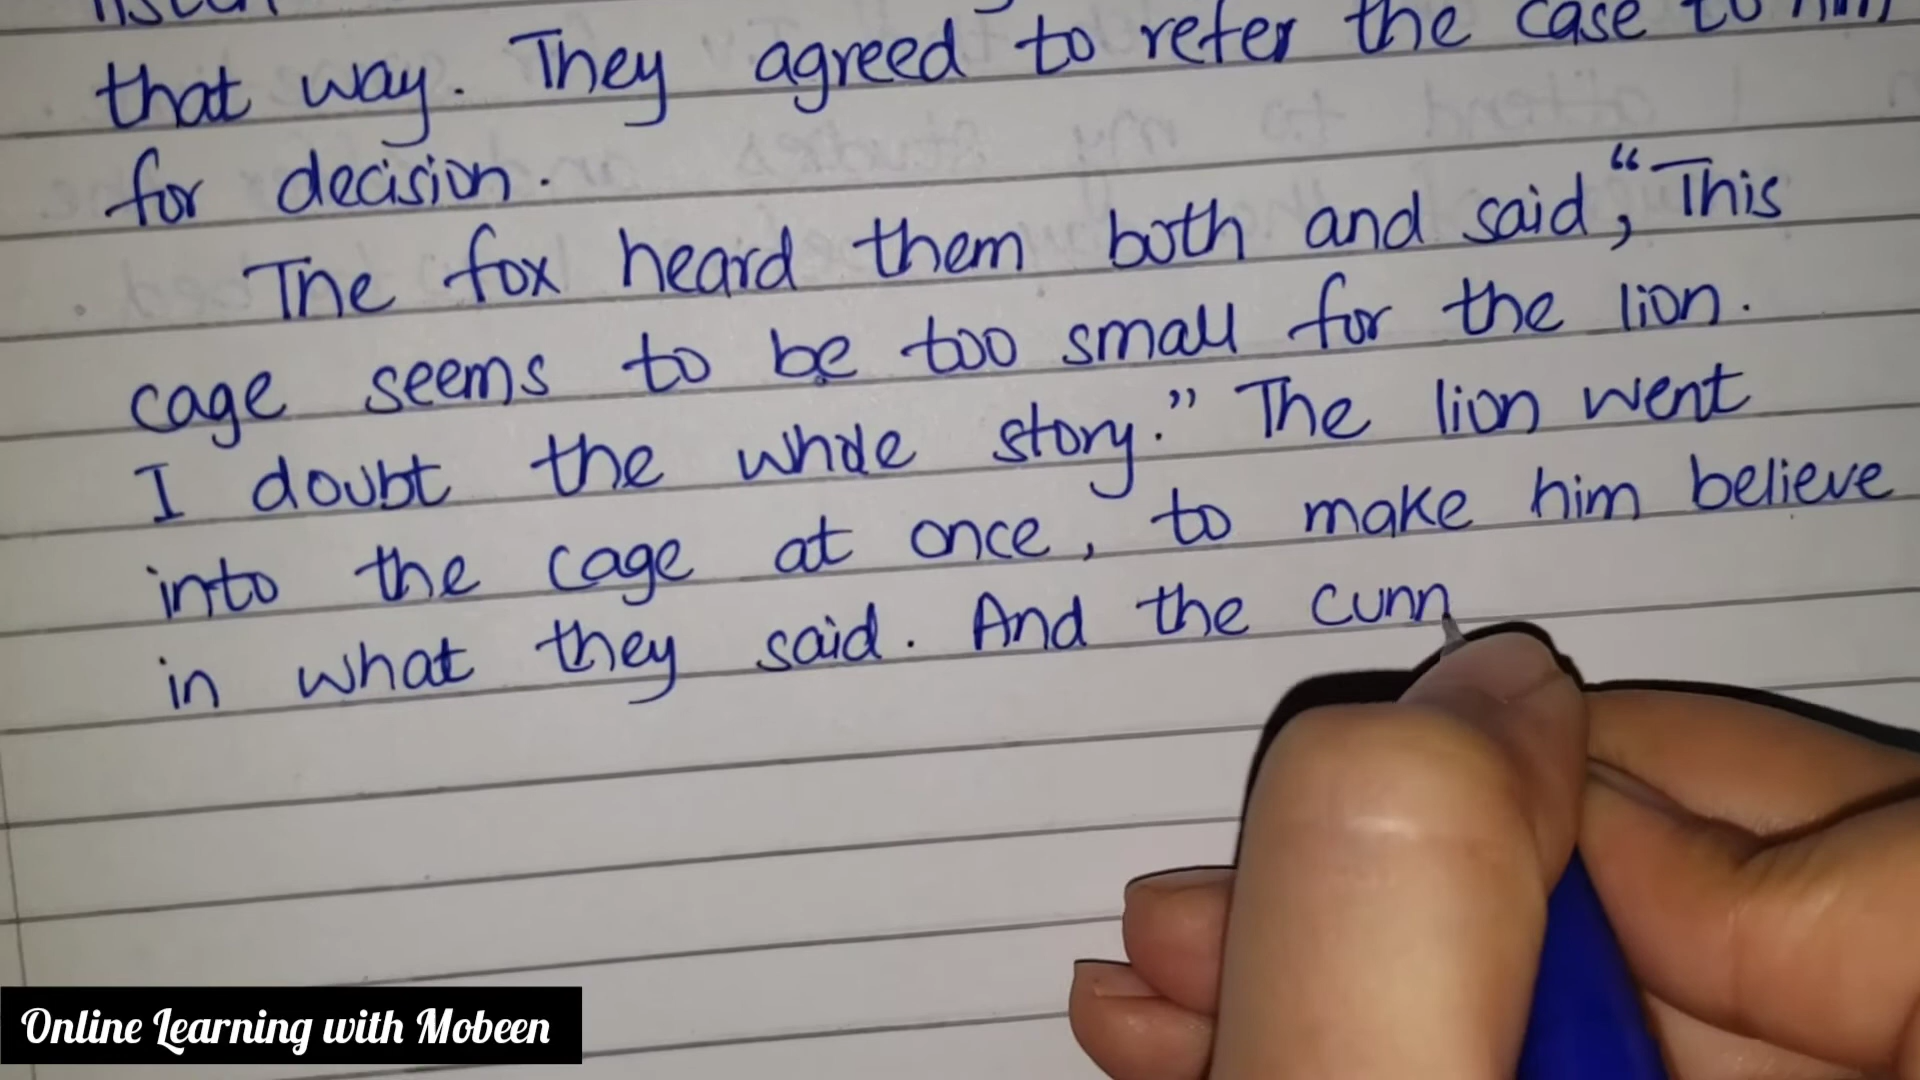 that way. They agreed to refer the case to him
for decision.
The fox heard them both and said, “This
cage seems to be too small for the lion.
I doubt the whole story.” The lion went
into the cage at once, to make him believe
in what they said. And the cunn
Online Learning with Mobeen